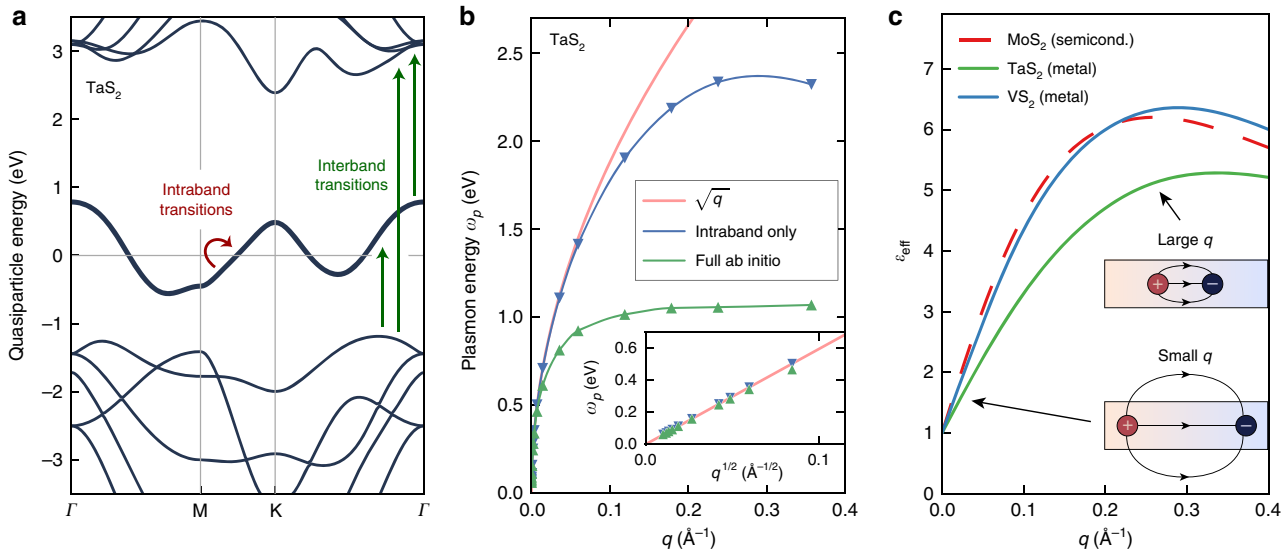 a
TaS2
Quasiparticle energy (eV)
3
2
1
0
−1
−2
−3
Intraband
transitions
Interband
transitions
Γ
M
K
Γ
b
TaS2
Plasmon energy ωp (eV)
2.5
2.0
1.5
1.0
0.5
0.0
√q
Intraband only
Full ab initio
ωp (eV)
0.6
0.4
0.2
0.0
0.0
0.1
q1/2 (Å−1/2)
0.0
0.1
0.2
0.3
0.4
q (Å−1)
c
MoS2 (semicond.)
TaS2 (metal)
VS2 (metal)
εeff
7
6
5
4
3
2
1
0
Large q
+ −
Small q
+ −
0.0
0.1
0.2
0.3
0.4
q (Å−1)